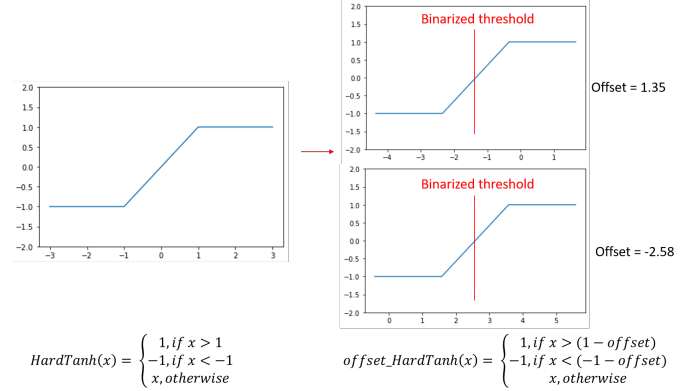 2.0
1.5
1.0
0.5
0.0
−0.5
−1.0
−1.5
−2.0
−3 −2 −1 0 1 2 3
Binarized threshold
2.0
1.5
1.0
0.5
0.0
−0.5
−1.0
−1.5
−2.0
−4 −3 −2 −1 0 1
Offset = 1.35
Binarized threshold
2.0
1.5
1.0
0.5
0.0
−0.5
−1.0
−1.5
−2.0
0 1 2 3 4 5
Offset = -2.58
HardTanh(x) = { 1, if x > 1
−1, if x < −1
x, otherwise
offset_HardTanh(x) = { 1, if x > (1 − offset)
−1, if x < (−1 − offset)
x, otherwise